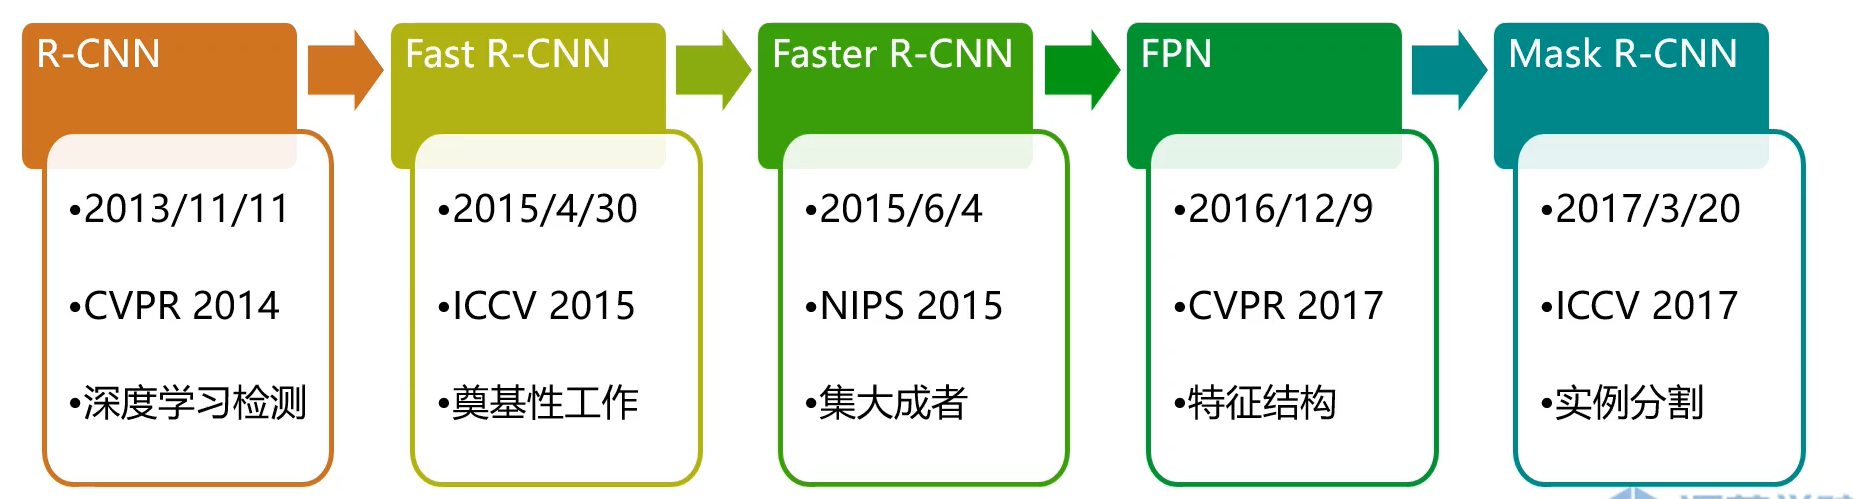 R-CNN
•2013/11/11
•CVPR 2014
•深度学习检测
Fast R-CNN
•2015/4/30
•ICCV 2015
•奠基性工作
Faster R-CNN
•2015/6/4
•NIPS 2015
•集大成者
FPN
•2016/12/9
•CVPR 2017
•特征结构
Mask R-CNN
•2017/3/20
•ICCV 2017
•实例分割